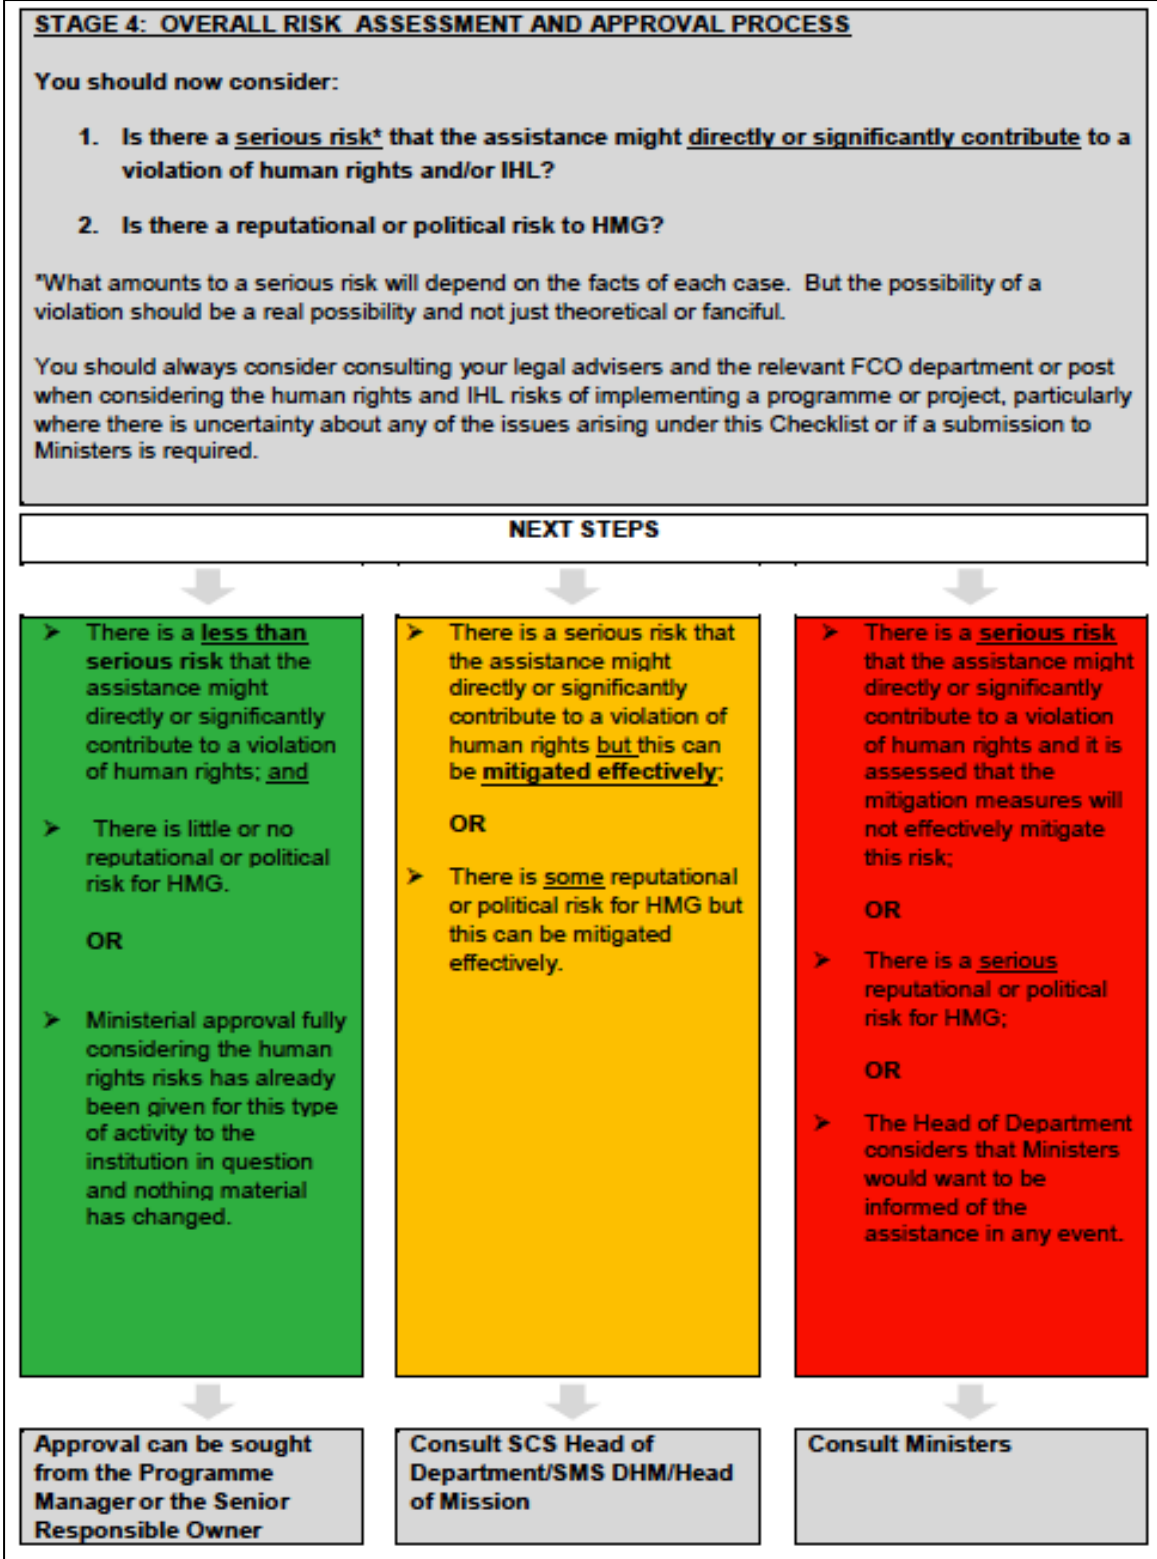 STAGE 4: OVERALL RISK ASSESSMENT AND APPROVAL PROCESS
You should now consider:
1. Is there a serious risk* that the assistance might directly or significantly contribute to a
violation of human rights and/or IHL?
2. Is there a reputational or political risk to HMG?
*What amounts to a serious risk will depend on the facts of each case. But the possibility of a
violation should be a real possibility and not just theoretical or fanciful.
You should always consider consulting your legal advisers and the relevant FCO department or post
when considering the human rights and IHL risks of implementing a programme or project, particularly
where there is uncertainty about any of the issues arising under this Checklist or if a submission to
Ministers is required.
NEXT STEPS
➢ There is a less than
serious risk that the
assistance might
directly or significantly
contribute to a violation
of human rights; and
➢ There is little or no
reputational or political
risk for HMG.
OR
➢ Ministerial approval fully
considering the human
rights risks has already
been given for this type
of activity to the
institution in question
and nothing material
has changed.
➢ There is a serious risk that
the assistance might
directly or significantly
contribute to a violation of
human rights but this can
be mitigated effectively;
OR
➢ There is some reputational
or political risk for HMG but
this can be mitigated
effectively.
➢ There is a serious risk
that the assistance might
directly or significantly
contribute to a violation
of human rights and it is
assessed that the
mitigation measures will
not effectively mitigate
this risk;
OR
➢ There is a serious
reputational or political
risk for HMG;
OR
➢ The Head of Department
considers that Ministers
would want to be
informed of the
assistance in any event.
Approval can be sought
from the Programme
Manager or the Senior
Responsible Owner
Consult SCS Head of
Department/SMS DHM/Head
of Mission
Consult Ministers